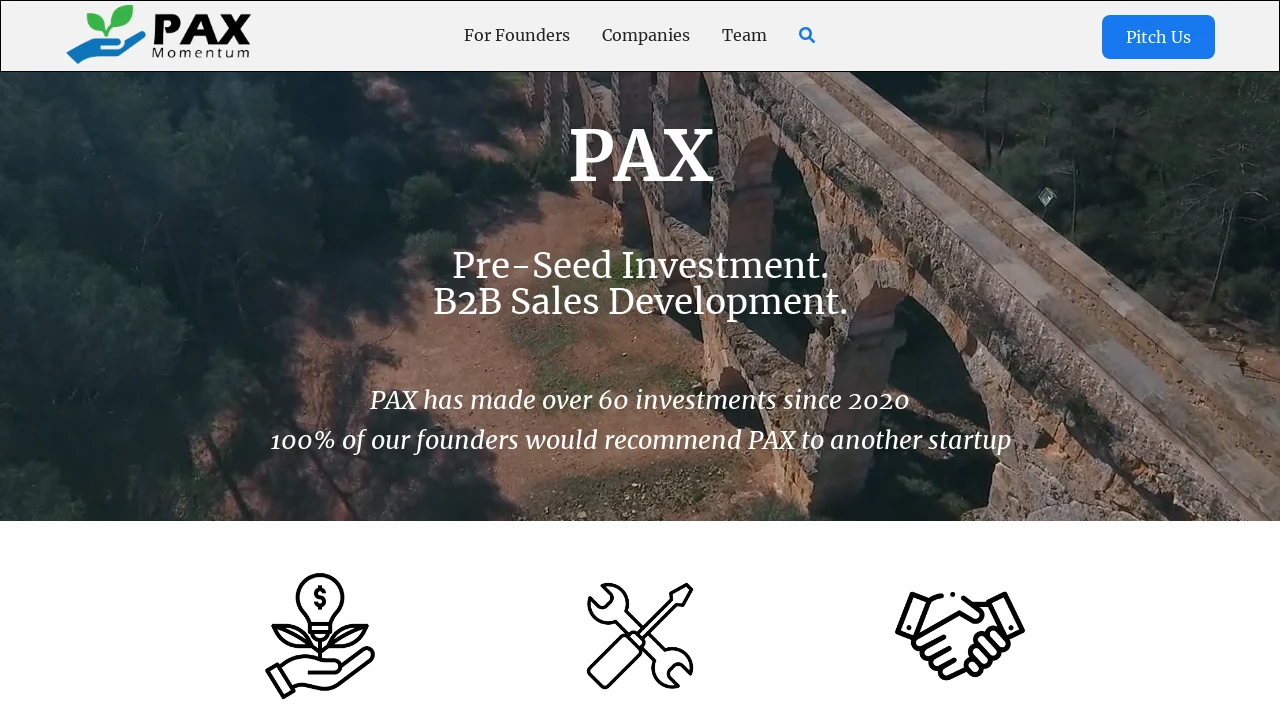 PAX
Momentum
For Founders
Companies
Team
Pitch Us
PAX
Pre-Seed Investment.
B2B Sales Development.
PAX has made over 60 investments since 2020
100% of our founders would recommend PAX to another startup
$